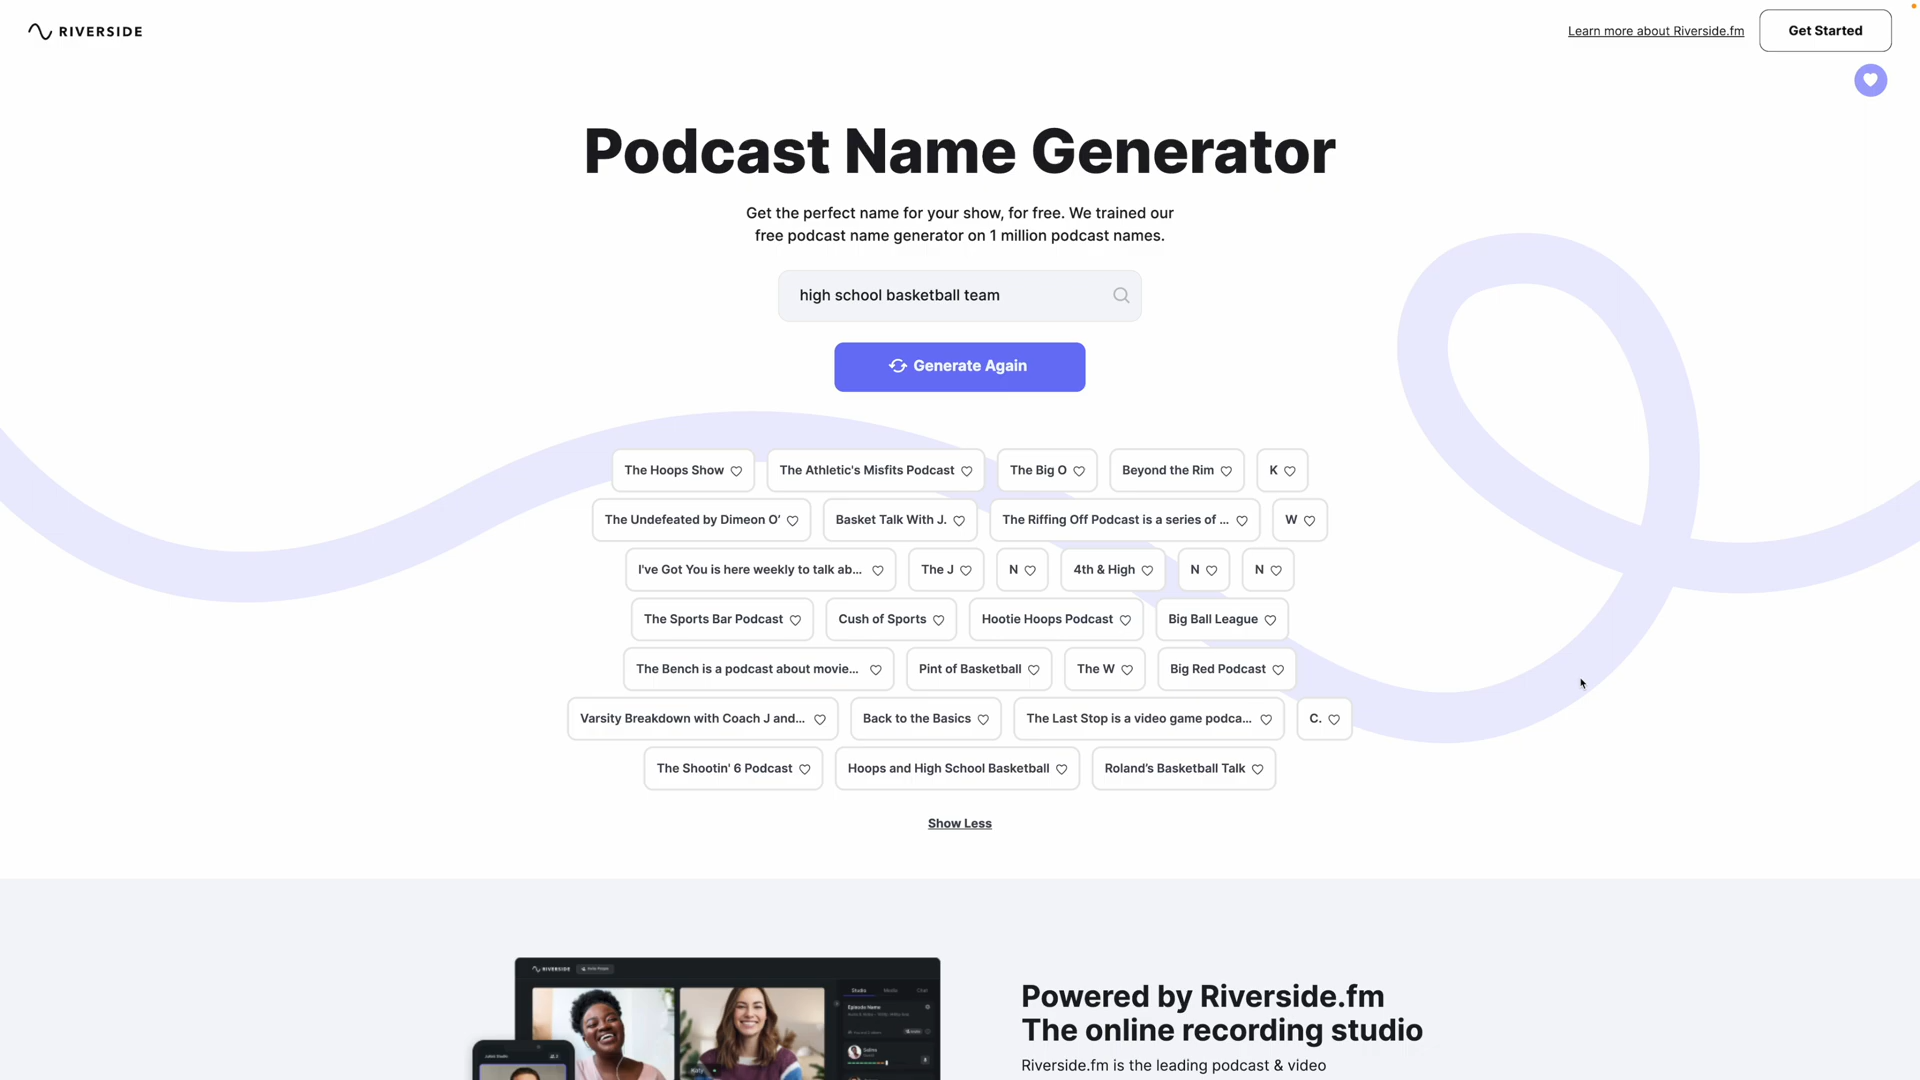 RIVERSIDE
Learn more about Riverside.fm
Get Started
Podcast Name Generator
Get the perfect name for your show, for free. We trained our
free podcast name generator on 1 million podcast names.
high school basketball team
Generate Again
The Hoops Show
The Athletic's Misfits Podcast
The Big O
Beyond the Rim
K
The Undefeated by Dimeon O'
Basket Talk With J.
The Riffing Off Podcast is a series of ...
W
I've Got You is here weekly to talk ab...
The J
N
4th & High
N
N
The Sports Bar Podcast
Cush of Sports
Hootie Hoops Podcast
Big Ball League
The Bench is a podcast about movie...
Pint of Basketball
The W
Big Red Podcast
Varsity Breakdown with Coach J and...
Back to the Basics
The Last Stop is a video game podca...
C.
The Shootin' 6 Podcast
Hoops and High School Basketball
Roland's Basketball Talk
Show Less
RIVERSIDE
Studio
Media
Chat
Episode Name
Powered by Riverside.fm
The online recording studio
Riverside.fm is the leading podcast & video